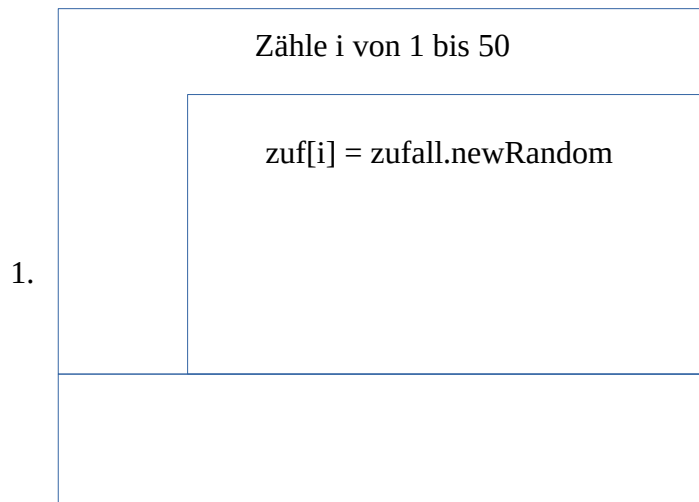 Zähle i von 1 bis 50
zuf[i] = zufall.newRandom
1.